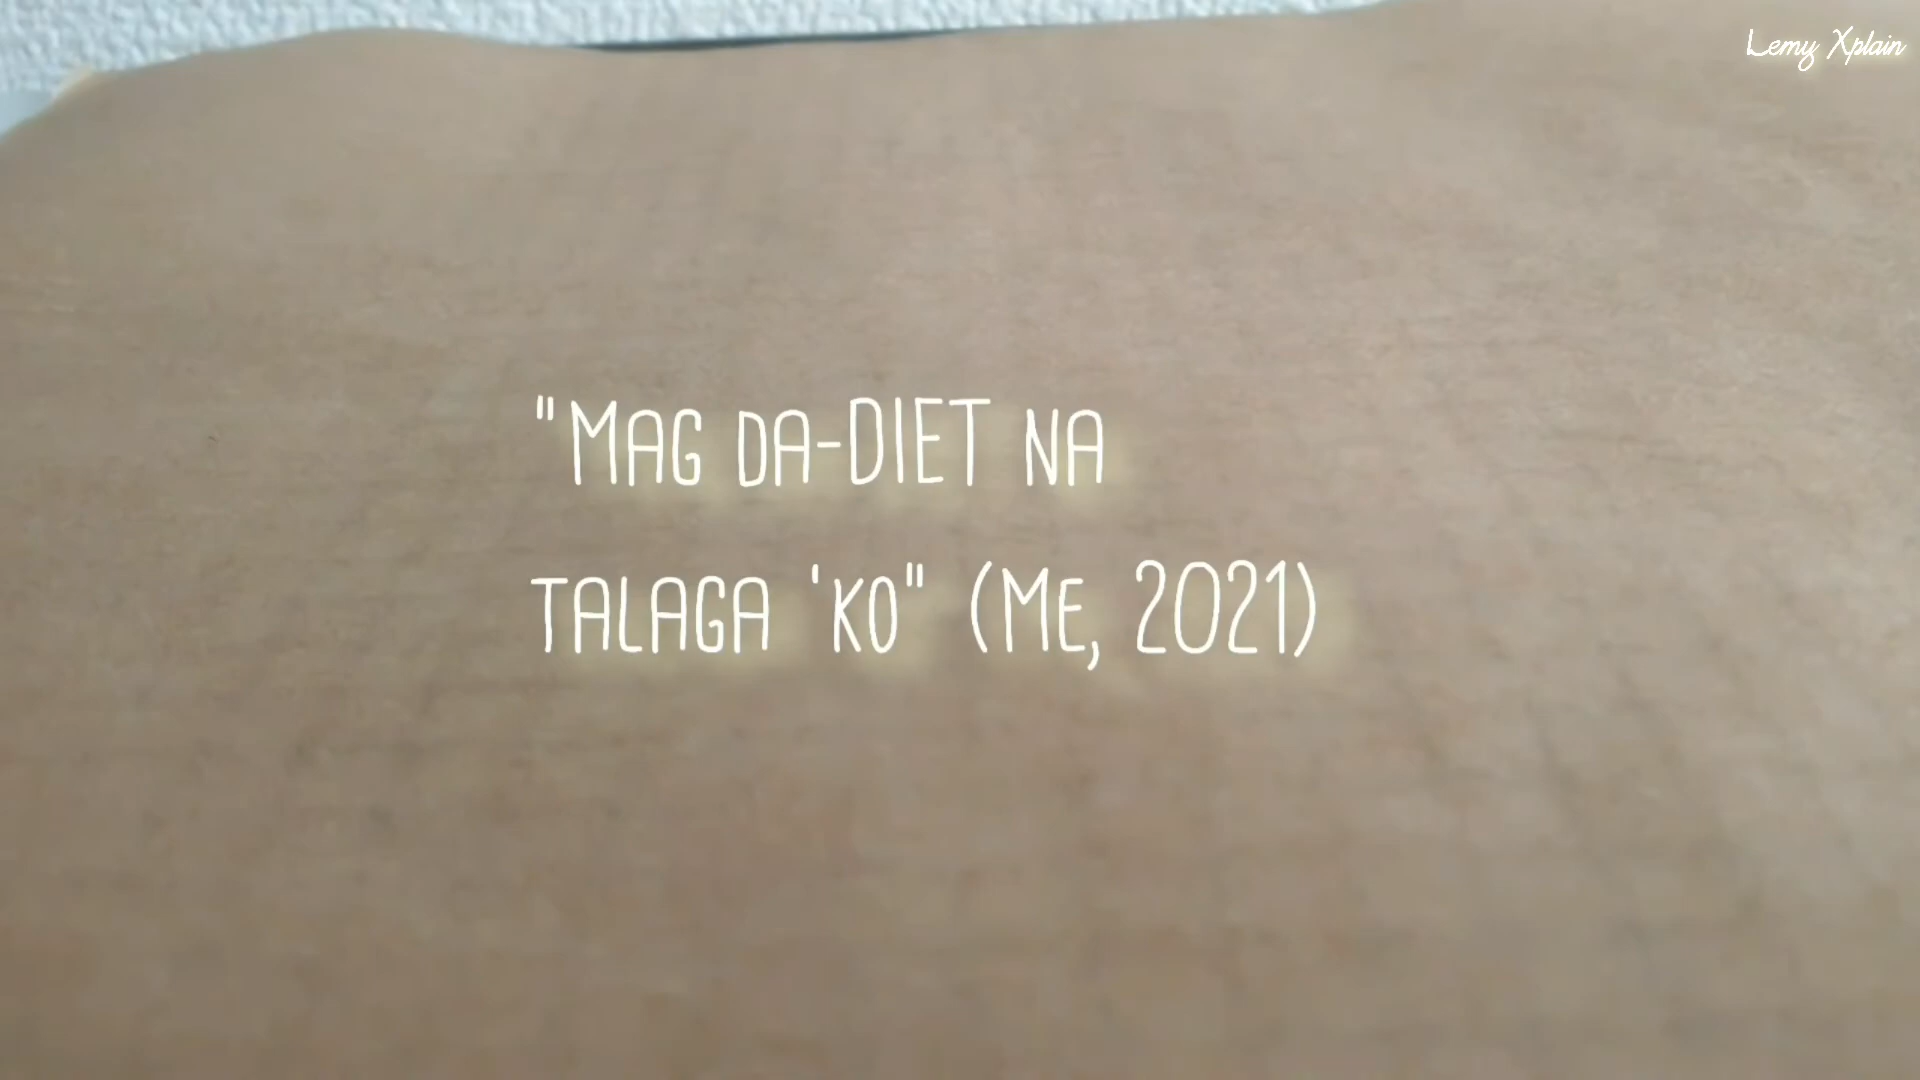 Lemy Xplain
"MAG DA-DIET NA
TALAGA 'KO" (ME, 2021)